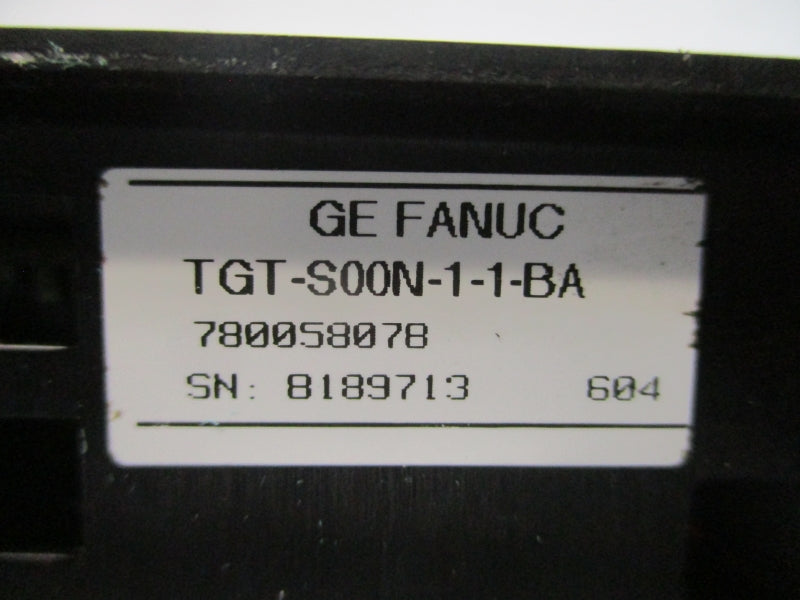 GE FANUC
TGT-S00N-1-1-BA
780058078
SN: 8189713 604